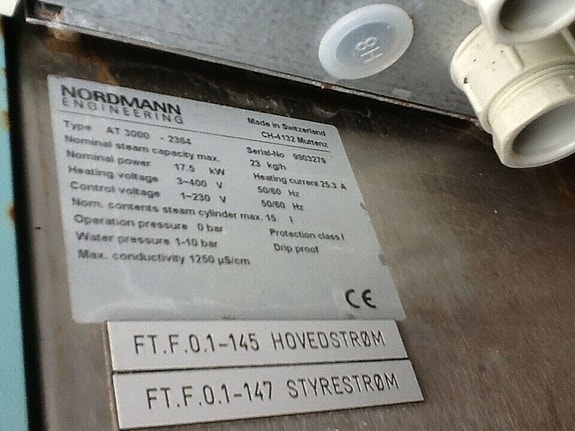 H8
NORDMANN
ENGINEERING
Made in Switzerland
CH-4132 Muttenz
Type AT 3000 - 2364 Serial-No 9903279
Nominal steam capacity max. 23 kg/h
Nominal power 17.5 kW Heating current 25.3 A
Heating voltage 3~400 V 50/60 Hz
Control voltage 1~230 V 50/60 Hz
Nom. contents steam cylinder max. 15 l
Operation pressure 0 bar Protection class I
Water pressure 1-10 bar Drip proof
Max. conductivity 1250 µS/cm
CE
FT.F.0.1-145 HOVEDSTRØM
FT.F.0.1-147 STYRESTRØM